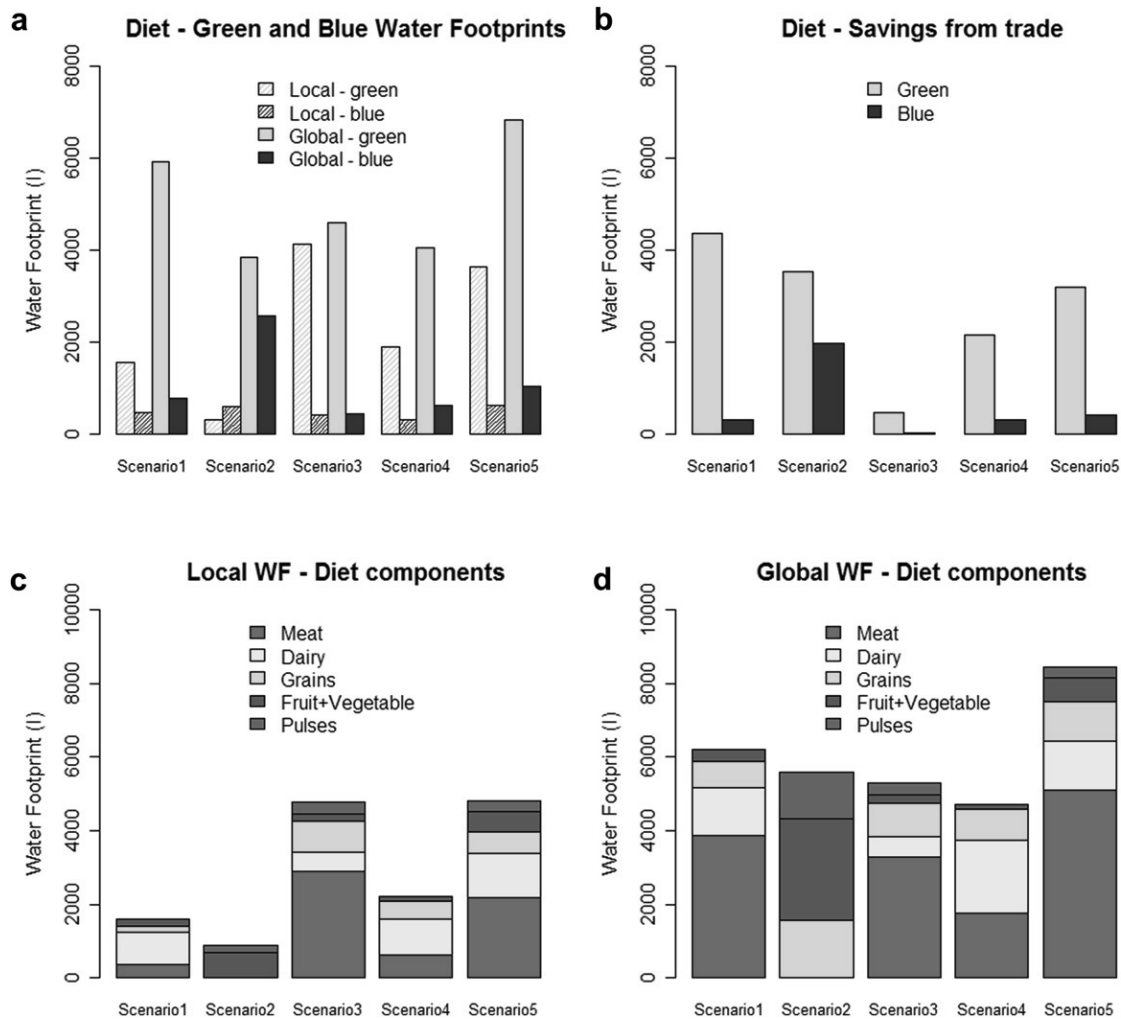 a
Diet - Green and Blue Water Footprints
Water Footprint (l)
0
2000
4000
6000
8000
Local - green
Local - blue
Global - green
Global - blue
Scenario1
Scenario2
Scenario3
Scenario4
Scenario5
b
Diet - Savings from trade
Water Footprint (l)
0
2000
4000
6000
8000
Green
Blue
Scenario1
Scenario2
Scenario3
Scenario4
Scenario5
c
Local WF - Diet components
Water Footprint (l)
0
2000
4000
6000
8000
10000
Meat
Dairy
Grains
Fruit+Vegetable
Pulses
Scenario1
Scenario2
Scenario3
Scenario4
Scenario5
d
Global WF - Diet components
Water Footprint (l)
0
2000
4000
6000
8000
10000
Meat
Dairy
Grains
Fruit+Vegetable
Pulses
Scenario1
Scenario2
Scenario3
Scenario4
Scenario5